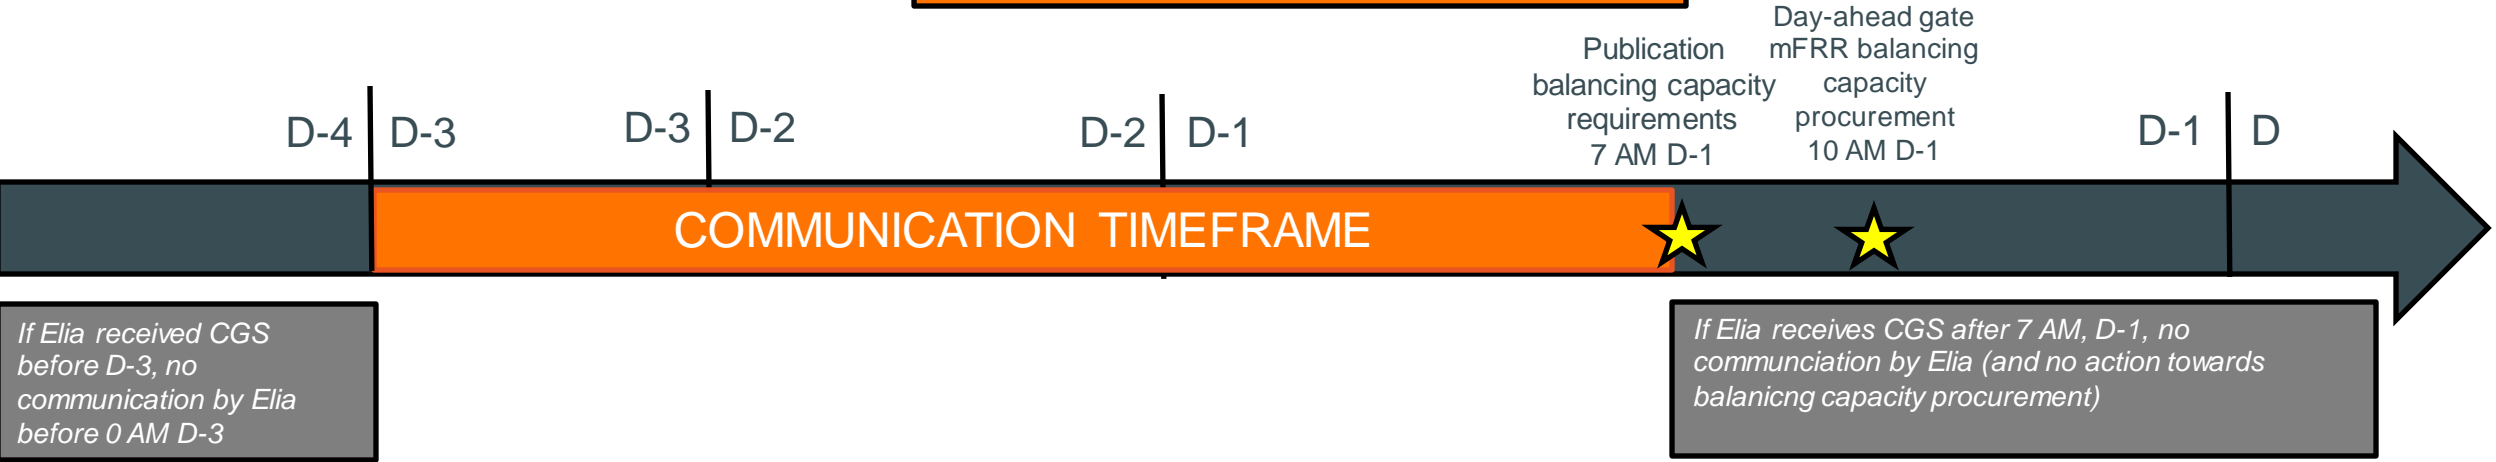 Day-ahead gate
mFRR balancing
capacity
procurement
10 AM D-1
Publication
balancing capacity
requirements
7 AM D-1
D-4 D-3
D-3 D-2
D-2 D-1
D-1 D
COMMUNICATION TIMEFRAME
If Elia received CGS
before D-3, no
communication by Elia
before 0 AM D-3
If Elia receives CGS after 7 AM, D-1, no
communciation by Elia (and no action towards
balanicng capacity procurement)